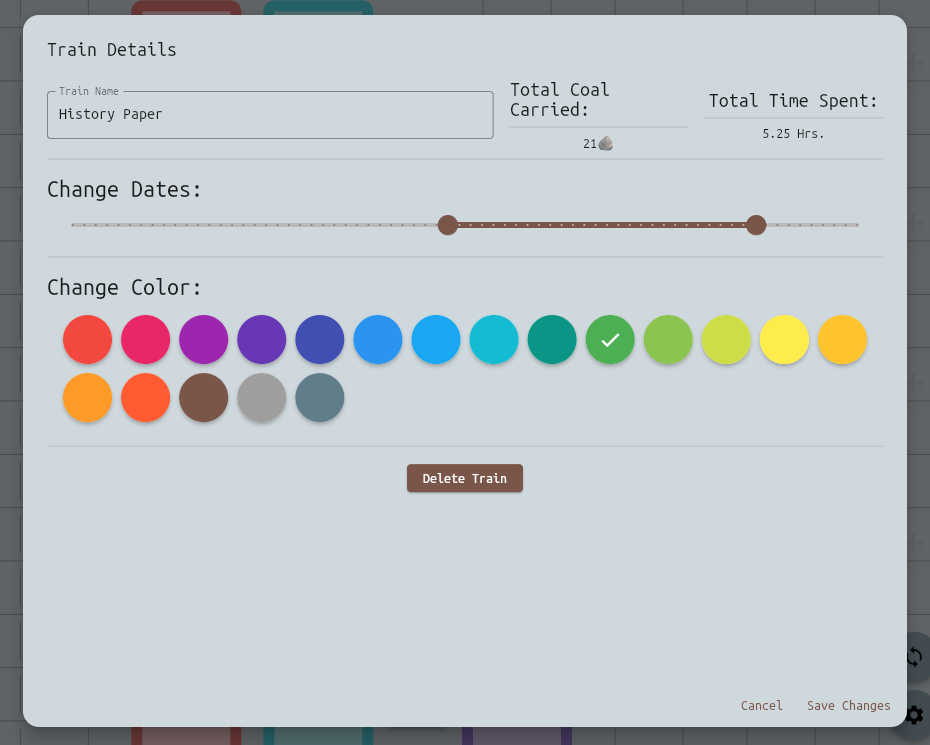 Train Details
Train Name
History Paper
Total Coal
Carried:
21
Total Time Spent:
5.25 Hrs.
Change Dates:
Change Color:
Delete Train
Cancel
Save Changes